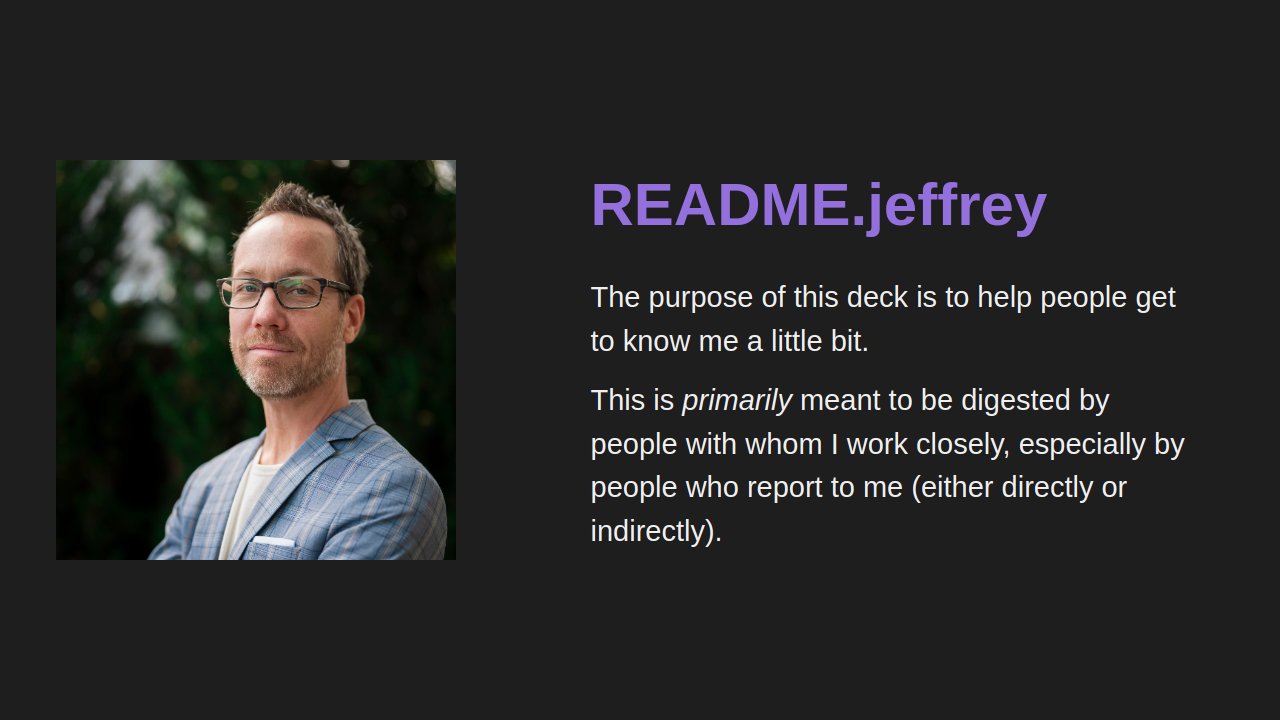 README.jeffrey
The purpose of this deck is to help people get
to know me a little bit.
This is primarily meant to be digested by
people with whom I work closely, especially by
people who report to me (either directly or
indirectly).